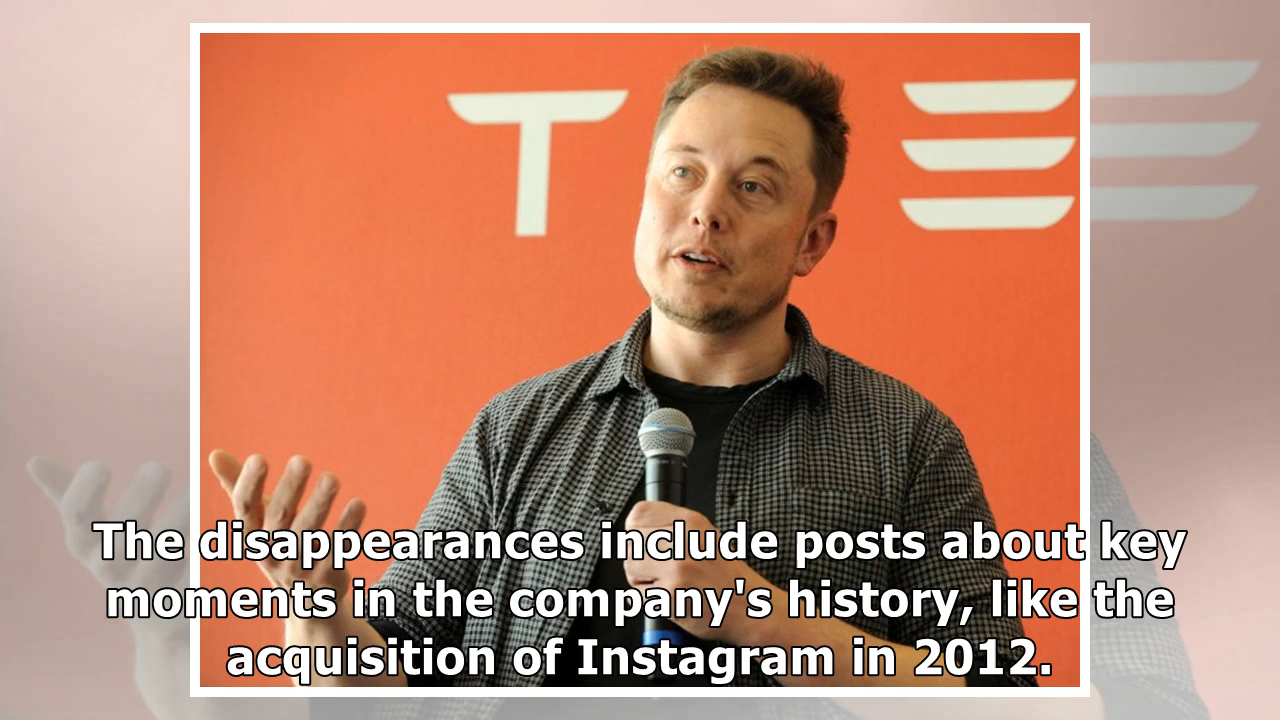 T E
The disappearances include posts about key
moments in the company's history, like the
acquisition of Instagram in 2012.